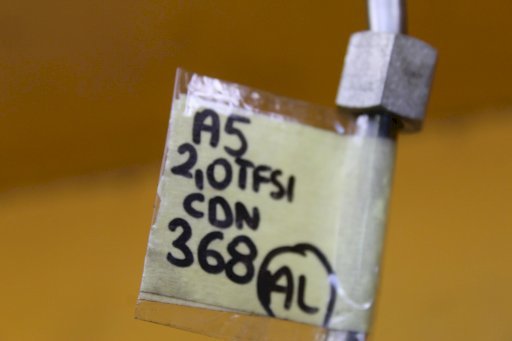 A5
2,0TFSI
CDN
368 AL